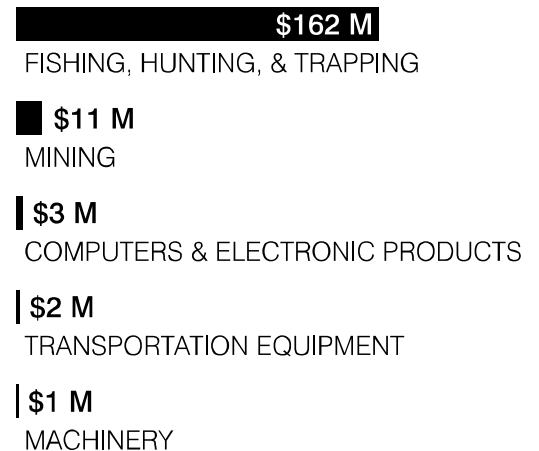 $162 M
FISHING, HUNTING, & TRAPPING
$11 M
MINING
$3 M
COMPUTERS & ELECTRONIC PRODUCTS
$2 M
TRANSPORTATION EQUIPMENT
$1 M
MACHINERY